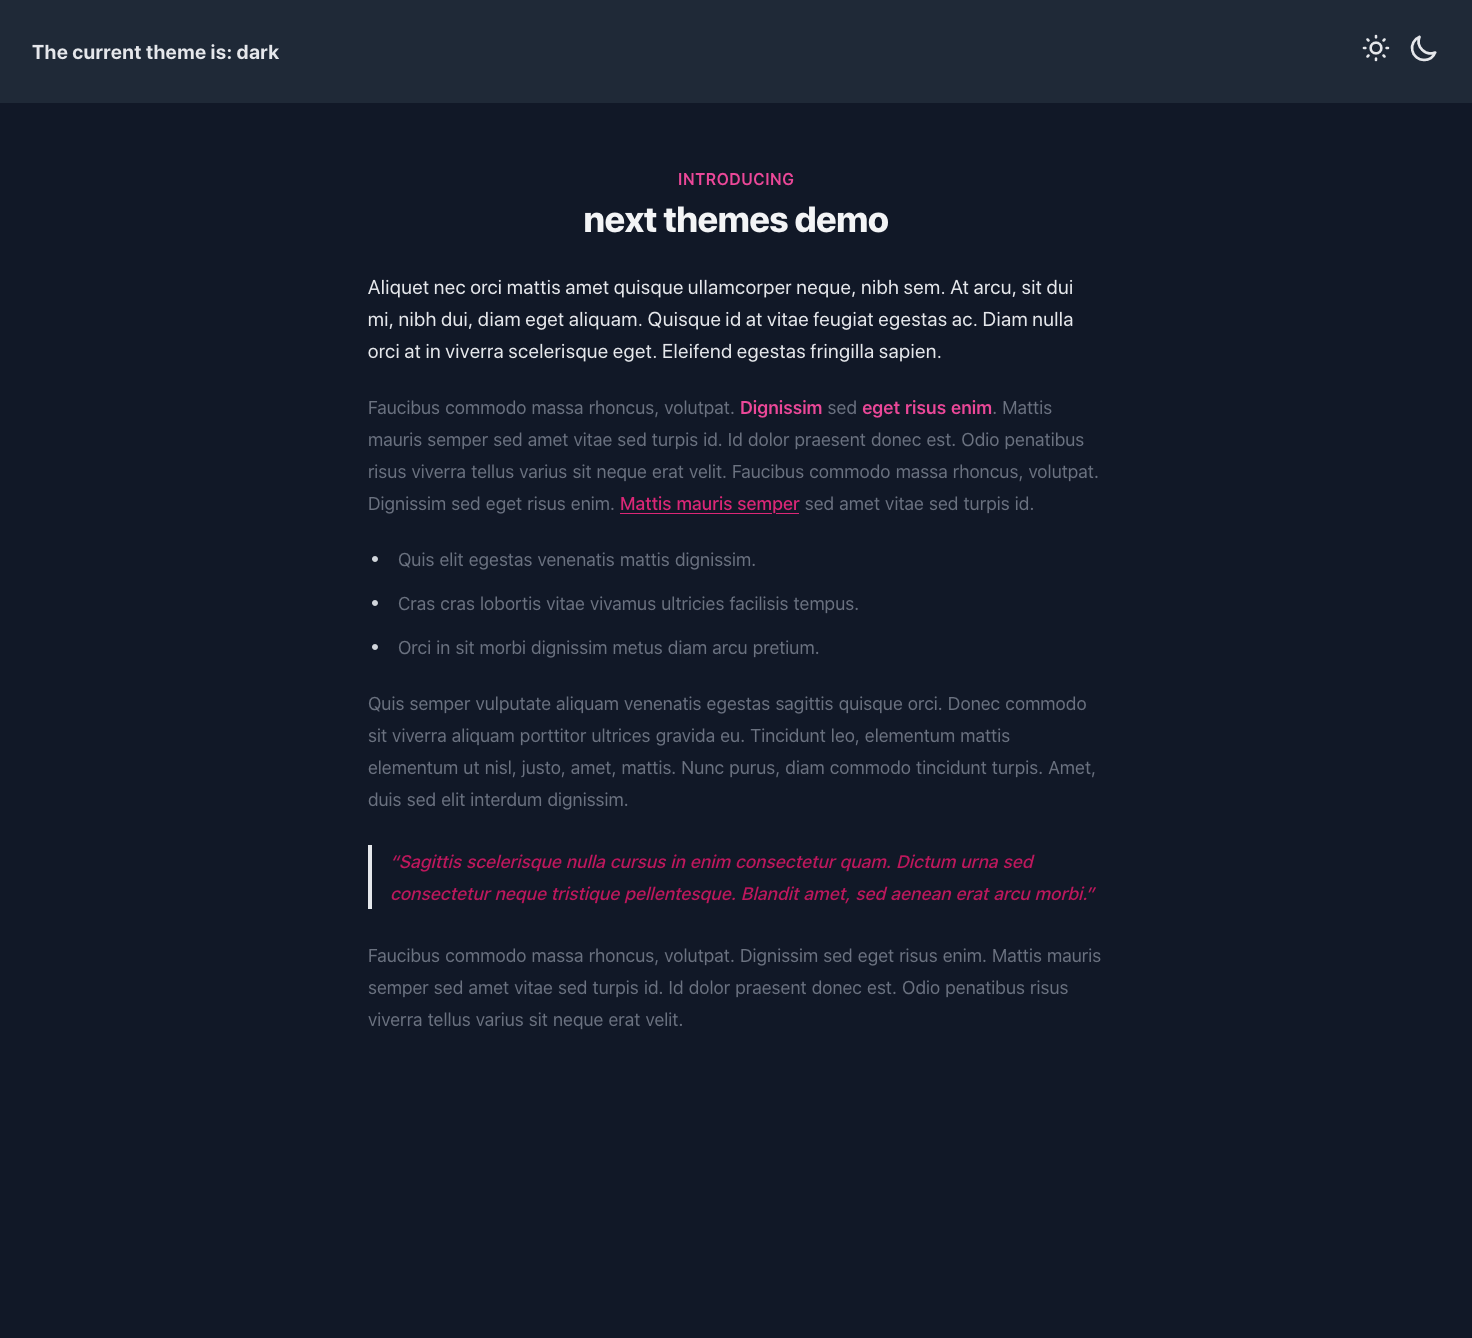 The current theme is: dark
INTRODUCING
next themes demo
Aliquet nec orci mattis amet quisque ullamcorper neque, nibh sem. At arcu, sit dui
mi, nibh dui, diam eget aliquam. Quisque id at vitae feugiat egestas ac. Diam nulla
orci at in viverra scelerisque eget. Eleifend egestas fringilla sapien.
Faucibus commodo massa rhoncus, volutpat. Dignissim sed eget risus enim. Mattis
mauris semper sed amet vitae sed turpis id. Id dolor praesent donec est. Odio penatibus
risus viverra tellus varius sit neque erat velit. Faucibus commodo massa rhoncus, volutpat.
Dignissim sed eget risus enim. Mattis mauris semper sed amet vitae sed turpis id.
• Quis elit egestas venenatis mattis dignissim.
• Cras cras lobortis vitae vivamus ultricies facilisis tempus.
• Orci in sit morbi dignissim metus diam arcu pretium.
Quis semper vulputate aliquam venenatis egestas sagittis quisque orci. Donec commodo
sit viverra aliquam porttitor ultrices gravida eu. Tincidunt leo, elementum mattis
elementum ut nisl, justo, amet, mattis. Nunc purus, diam commodo tincidunt turpis. Amet,
duis sed elit interdum dignissim.
“Sagittis scelerisque nulla cursus in enim consectetur quam. Dictum urna sed
consectetur neque tristique pellentesque. Blandit amet, sed aenean erat arcu morbi.”
Faucibus commodo massa rhoncus, volutpat. Dignissim sed eget risus enim. Mattis mauris
semper sed amet vitae sed turpis id. Id dolor praesent donec est. Odio penatibus risus
viverra tellus varius sit neque erat velit.